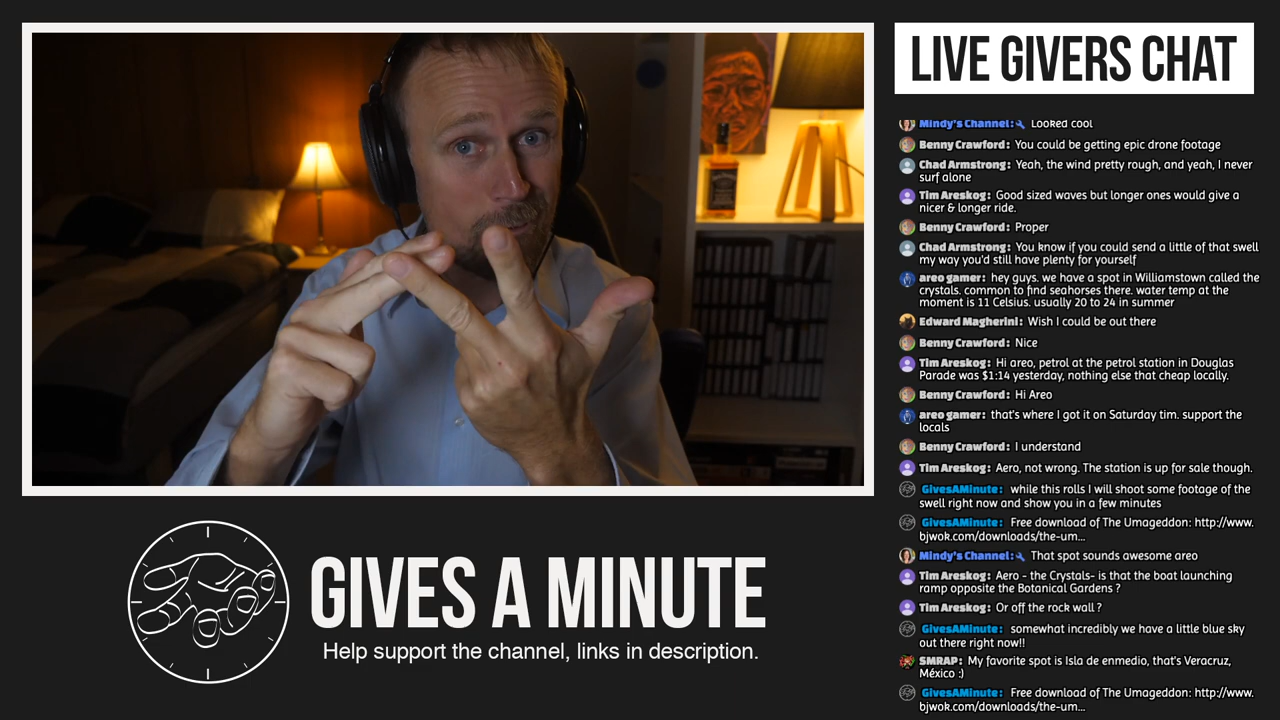 LIVE GIVERS CHAT
Mindy's Channel: Looked cool
Benny Crawford: You could be getting epic drone footage
Chad Armstrong: Yeah, the wind pretty rough, and yeah, I never
surf alone
Tim Areskog: Good sized waves but longer ones would give a
nicer & longer ride.
Benny Crawford: Proper
Chad Armstrong: You know if you could send a little of that swell
my way you'd still have plenty for yourself
areo gamer: hey guys. we have a spot in Williamstown called the
crystals. common to find seahorses there. water temp at the
moment is 11 Celsius. usually 20 to 24 in summer
Edward Magherini: Wish I could be out there
Benny Crawford: Nice
Tim Areskog: Hi areo, petrol at the petrol station in Douglas
Parade was $1:14 yesterday, nothing else that cheap locally.
Benny Crawford: Hi Areo
areo gamer: that's where I got it on Saturday tim. support the
locals
Benny Crawford: I understand
Tim Areskog: Aero, not wrong. The station is up for sale though.
GivesAMinute: while this rolls I will shoot some footage of the
swell right now and show you in a few minutes
GivesAMinute: Free download of The Umageddon: http://www.
bjwok.com/downloads/the-um...
Mindy's Channel: That spot sounds awesome areo
Tim Areskog: Aero - the Crystals- is that the boat launching
ramp opposite the Botanical Gardens ?
Tim Areskog: Or off the rock wall ?
GivesAMinute: somewhat incredibly we have a little blue sky
out there right now!!
SMRAP: My favorite spot is Isla de enmedio, that's Veracruz,
México :)
GivesAMinute: Free download of The Umageddon: http://www.
bjwok.com/downloads/the-um...
GIVES A MINUTE
Help support the channel, links in description.